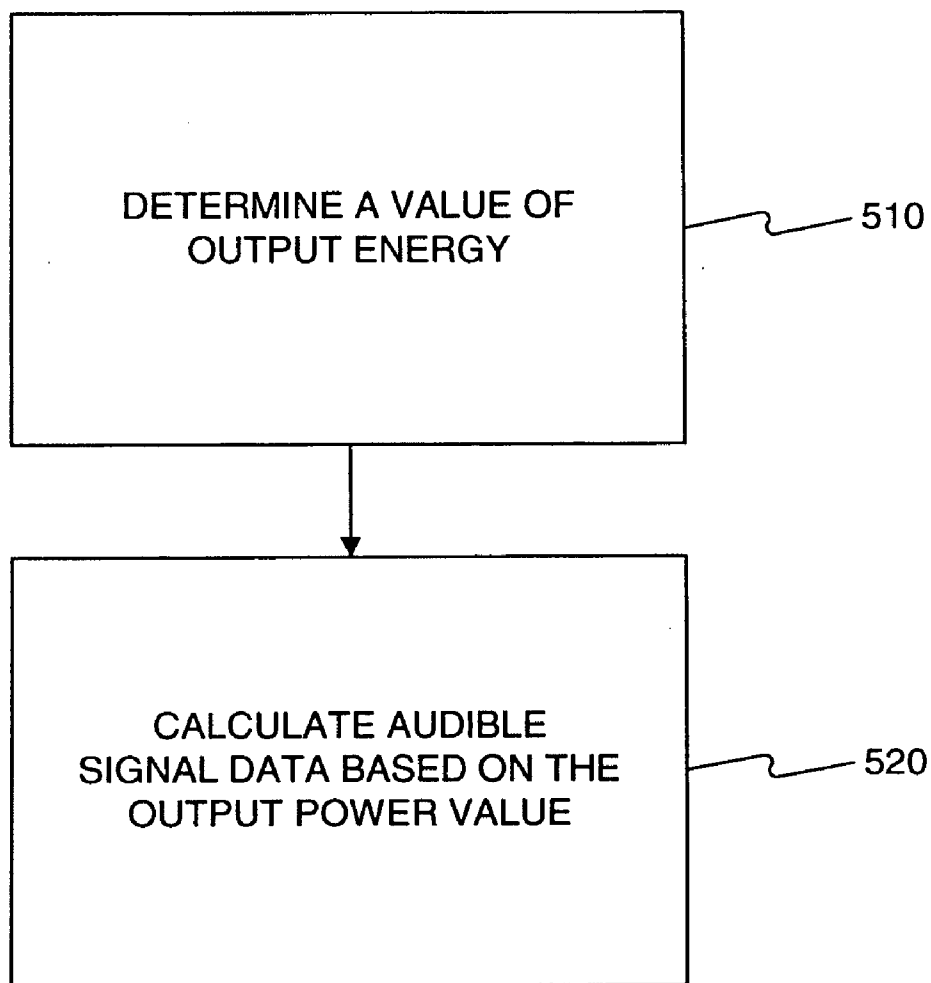 DETERMINE A VALUE OF
OUTPUT ENERGY
510
CALCULATE AUDIBLE
SIGNAL DATA BASED ON THE
OUTPUT POWER VALUE
520